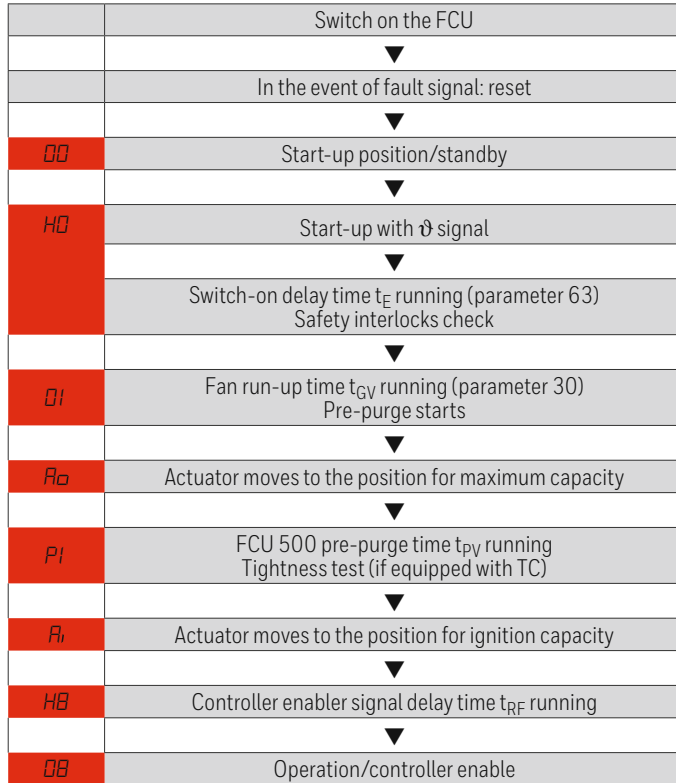 Switch on the FCU
▼
In the event of fault signal: reset
▼
00 Start-up position/standby
▼
H0 Start-up with ϑ signal
▼
Switch-on delay time tE running (parameter 63)
Safety interlocks check
▼
01 Fan run-up time tGV running (parameter 30)
Pre-purge starts
▼
Ao Actuator moves to the position for maximum capacity
▼
P1 FCU 500 pre-purge time tPV running
Tightness test (if equipped with TC)
▼
Ai Actuator moves to the position for ignition capacity
▼
H8 Controller enabler signal delay time tRF running
▼
08 Operation/controller enable